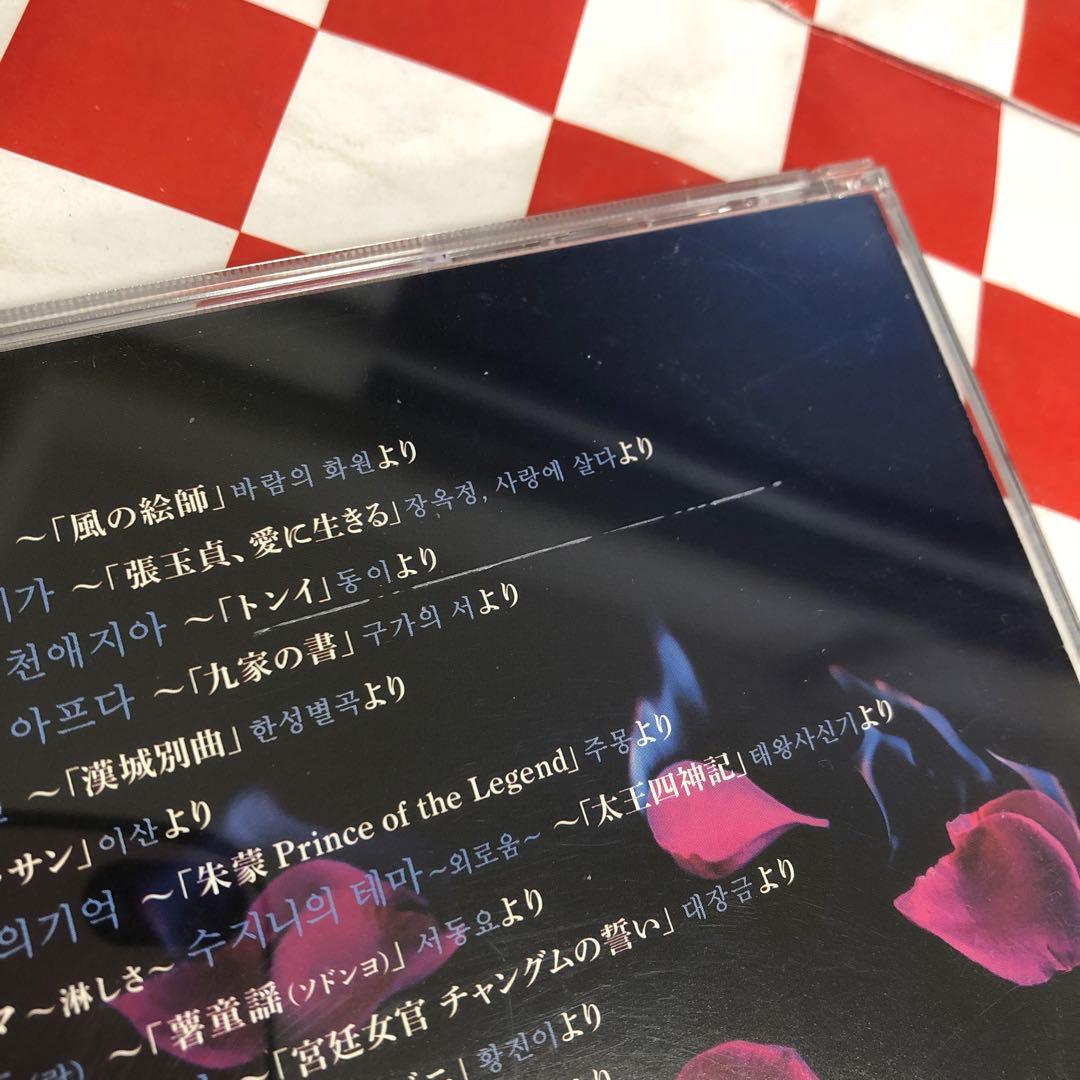 ～「風の絵師」바람의 화원より
가 ～「張玉貞、愛に生きる」장옥정, 사랑에 살다より
천애지아 ～「トンイ」동이より
아프다 ～「九家の書」구가의 서より
～「漢城別曲」한성별곡より
サン」이산より
의기억 ～「朱蒙 Prince of the Legend」주몽より
マ ～淋しさ～ 수지니의 테마～외로움～ ～「太王四神記」태왕사신기より
～「薯童謡(ソドンヨ)」서동요より
～「宮廷女官 チャングムの誓い」대장금より
황진이より
より